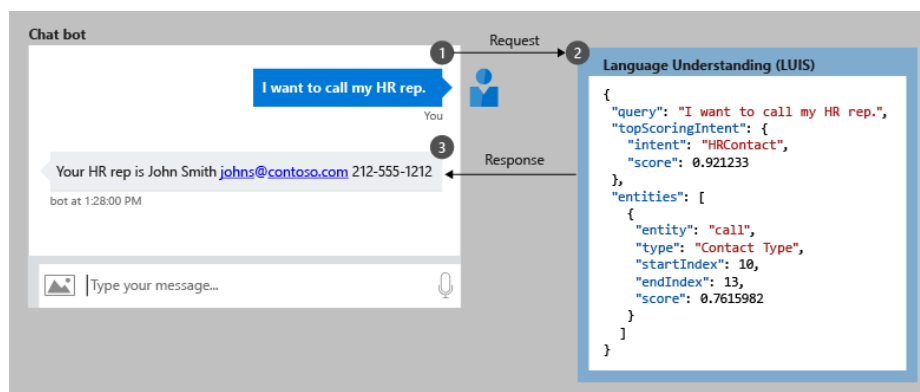 Chat bot
1
Request
2
I want to call my HR rep.
You
3
Response
Your HR rep is John Smith johns@contoso.com 212-555-1212
bot at 1:28:00 PM
Type your message...
Language Understanding (LUIS)
{
"query": "I want to call my HR rep.",
"topScoringIntent": {
"intent": "HRContact",
"score": 0.921233
},
"entities": [
{
"entity": "call",
"type": "Contact Type",
"startIndex": 10,
"endIndex": 13,
"score": 0.7615982
}
]
}